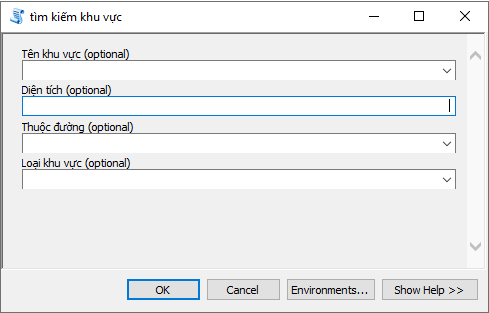 tìm kiếm khu vực
Tên khu vực (optional)
Diện tích (optional)
Thuộc đường (optional)
Loại khu vực (optional)
OK Cancel Environments... Show Help >>